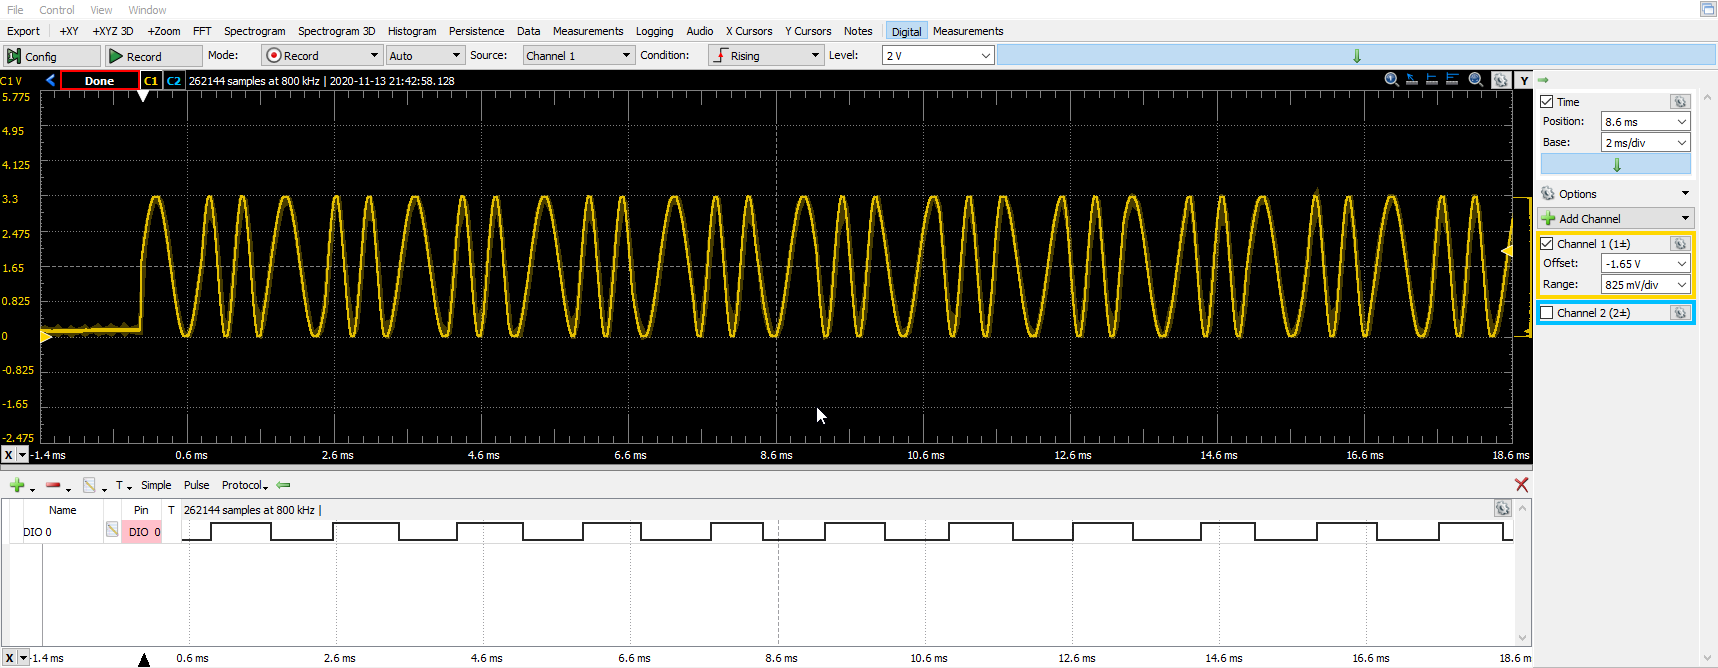 File Control View Window
Export +XY +XYZ 3D +Zoom FFT Spectrogram Spectrogram 3D Histogram Persistence Data Measurements Logging Audio X Cursors Y Cursors Notes Digital Measurements
Config Record Mode: Record Auto Source: Channel 1 Condition: Rising Level: 2 V
C1 V Done C1 C2 262144 samples at 800 kHz | 2020-11-13 21:42:58.128 Y
5.775
4.95
4.125
3.3
2.475
1.65
0.825
0
-0.825
-1.65
-2.475
X -1.4 ms 0.6 ms 2.6 ms 4.6 ms 6.6 ms 8.6 ms 10.6 ms 12.6 ms 14.6 ms 16.6 ms 18.6 ms
Time
Position: 8.6 ms
Base: 2 ms/div
Options
Add Channel
Channel 1 (1±)
Offset: -1.65 V
Range: 825 mV/div
Channel 2 (2±)
T Simple Pulse Protocol
Name Pin T 262144 samples at 800 kHz |
DIO 0 DIO 0
X -1.4 ms 0.6 ms 2.6 ms 4.6 ms 6.6 ms 8.6 ms 10.6 ms 12.6 ms 14.6 ms 16.6 ms 18.6 m